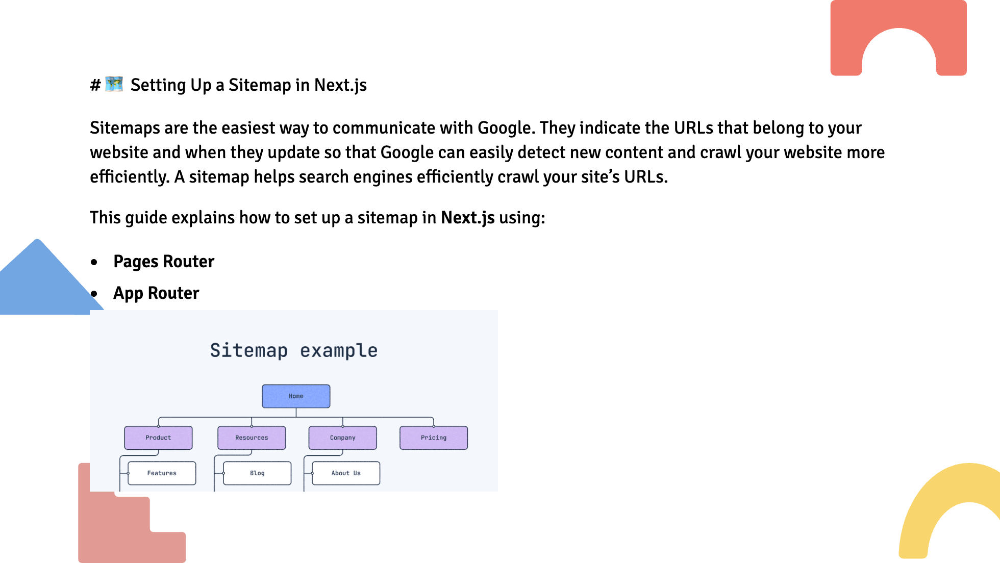 # 🗺️ Setting Up a Sitemap in Next.js
Sitemaps are the easiest way to communicate with Google. They indicate the URLs that belong to your
website and when they update so that Google can easily detect new content and crawl your website more
efficiently. A sitemap helps search engines efficiently crawl your site’s URLs.
This guide explains how to set up a sitemap in Next.js using:
• Pages Router
• App Router
Sitemap example
Home
Product Resources Company Pricing
Features Blog About Us